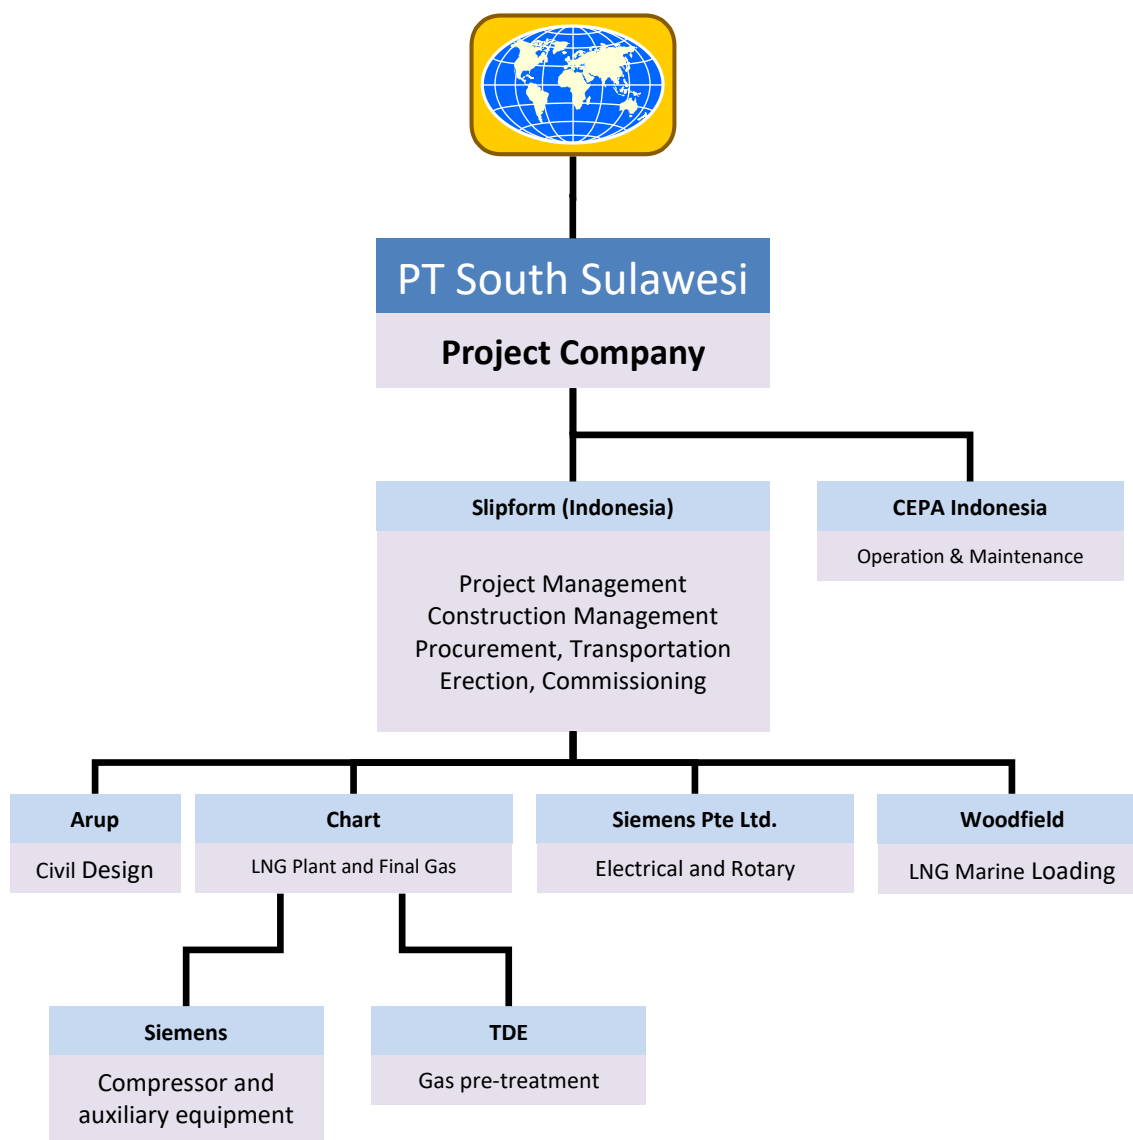 PT South Sulawesi
Project Company
Slipform (Indonesia)
Project Management
Construction Management
Procurement, Transportation
Erection, Commissioning
CEPA Indonesia
Operation & Maintenance
Arup
Civil Design
Chart
LNG Plant and Final Gas
Siemens Pte Ltd.
Electrical and Rotary
Woodfield
LNG Marine Loading
Siemens
Compressor and
auxiliary equipment
TDE
Gas pre-treatment